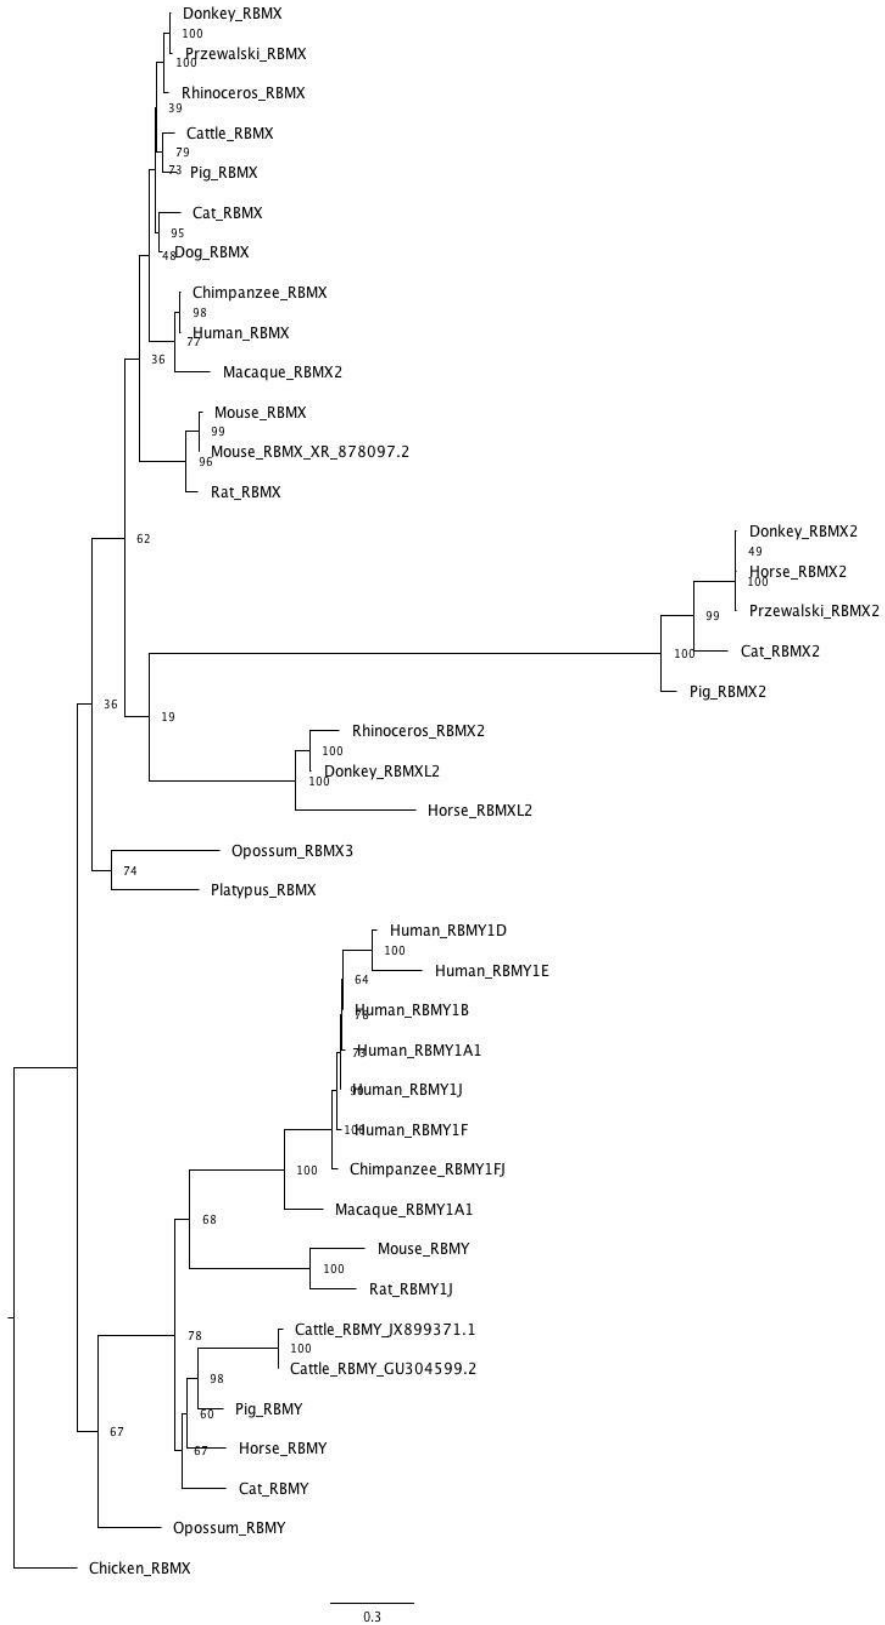 Donkey_RBMX
100
Przewalski_RBMX
100
Rhinoceros_RBMX
39
Cattle_RBMX
79
Pig_RBMX
73
Cat_RBMX
95
Dog_RBMX
48
Chimpanzee_RBMX
98
Human_RBMX
77
36
Macaque_RBMX2
Mouse_RBMX
99
Mouse_RBMX_XR_878097.2
96
Rat_RBMX
Donkey_RBMX2
62
49
Horse_RBMX2
100
Przewalski_RBMX2
99
Cat_RBMX2
100
Pig_RBMX2
36
19
Rhinoceros_RBMX2
100
Donkey_RBMXL2
100
Horse_RBMXL2
Opossum_RBMX3
74
Platypus_RBMX
Human_RBMY1D
100
Human_RBMY1E
64
Human_RBMY1B
Human_RBMY1A1
73
Human_RBMY1J
Human_RBMY1F
100
Chimpanzee_RBMY1FJ
Macaque_RBMY1A1
68
Mouse_RBMY
100
Rat_RBMY1J
Cattle_RBMY_JX899371.1
78
100
Cattle_RBMY_GU304599.2
98
Pig_RBMY
60
67
Horse_RBMY
67
Cat_RBMY
Opossum_RBMY
Chicken_RBMX
0.3